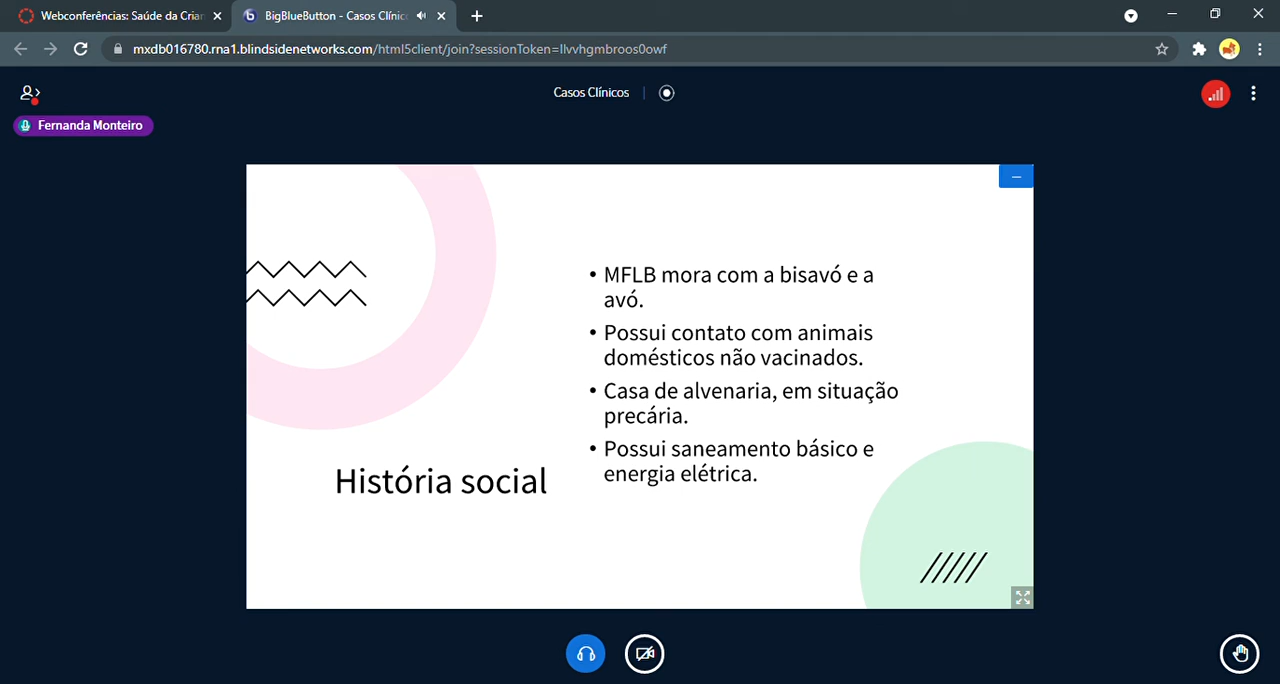 Webconferências: Saúde da Crian
BigBlueButton - Casos Clínic
mxdb016780.rna1.blindsidenetworks.com/html5client/join?sessionToken=llvvhgmbroos0owf
Casos Clínicos
Fernanda Monteiro
• MFLB mora com a bisavó e a
avó.
• Possui contato com animais
domésticos não vacinados.
• Casa de alvenaria, em situação
precária.
• Possui saneamento básico e
energia elétrica.
História social